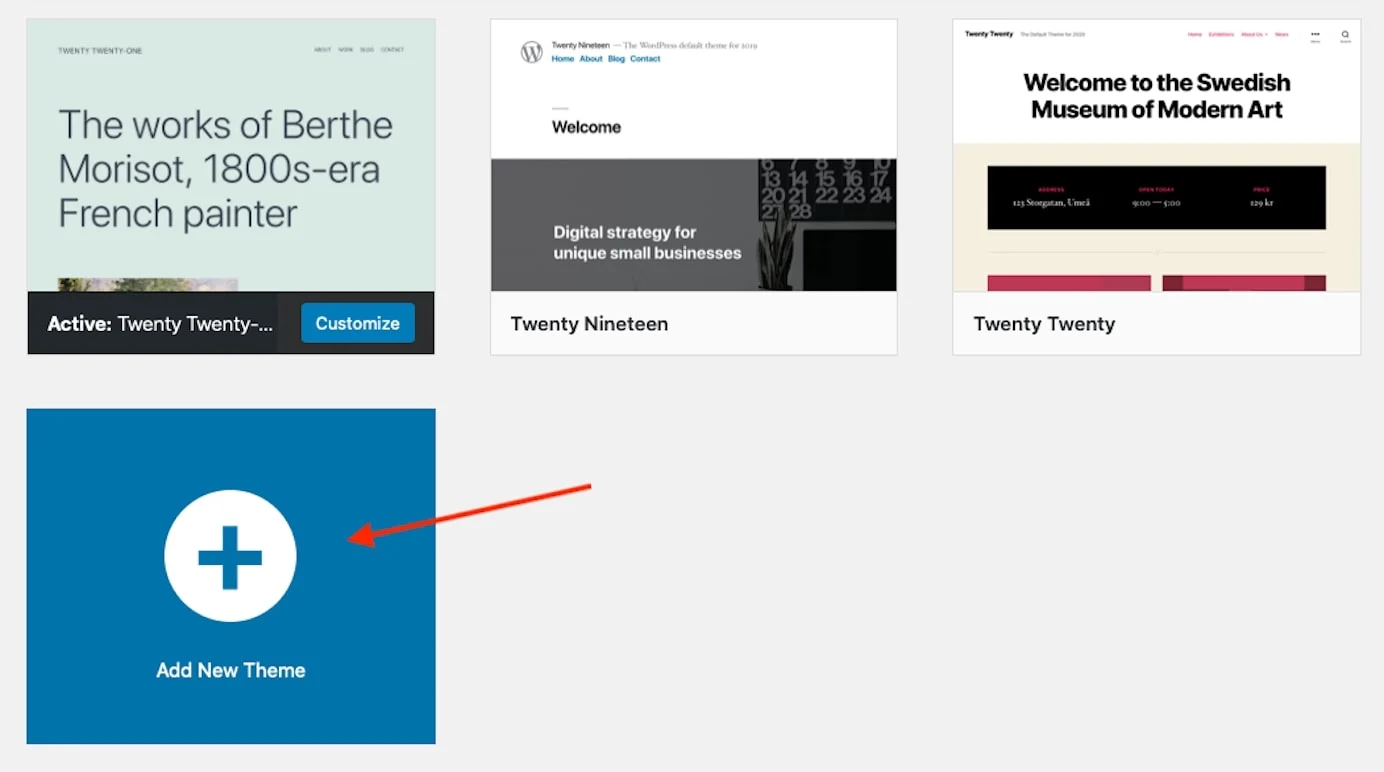 TWENTY TWENTY-ONE
ABOUT WORK BLOG CONTACT
The works of Berthe
Morisot, 1800s-era
French painter
Active: Twenty Twenty-...
Customize
Twenty Nineteen — The WordPress default theme for 2019
Home About Blog Contact
Welcome
6 7 8 9 10
13 14 15 16 17
20 21 22 23 24
27 28
Digital strategy for
unique small businesses
Twenty Nineteen
Twenty Twenty The Default Theme for 2020
Home Exhibitions About Us News
Welcome to the Swedish
Museum of Modern Art
ADDRESS OPEN TODAY PRICE
123 Storgatan, Umeå 9:00 — 5:00 129 kr
Twenty Twenty
Add New Theme